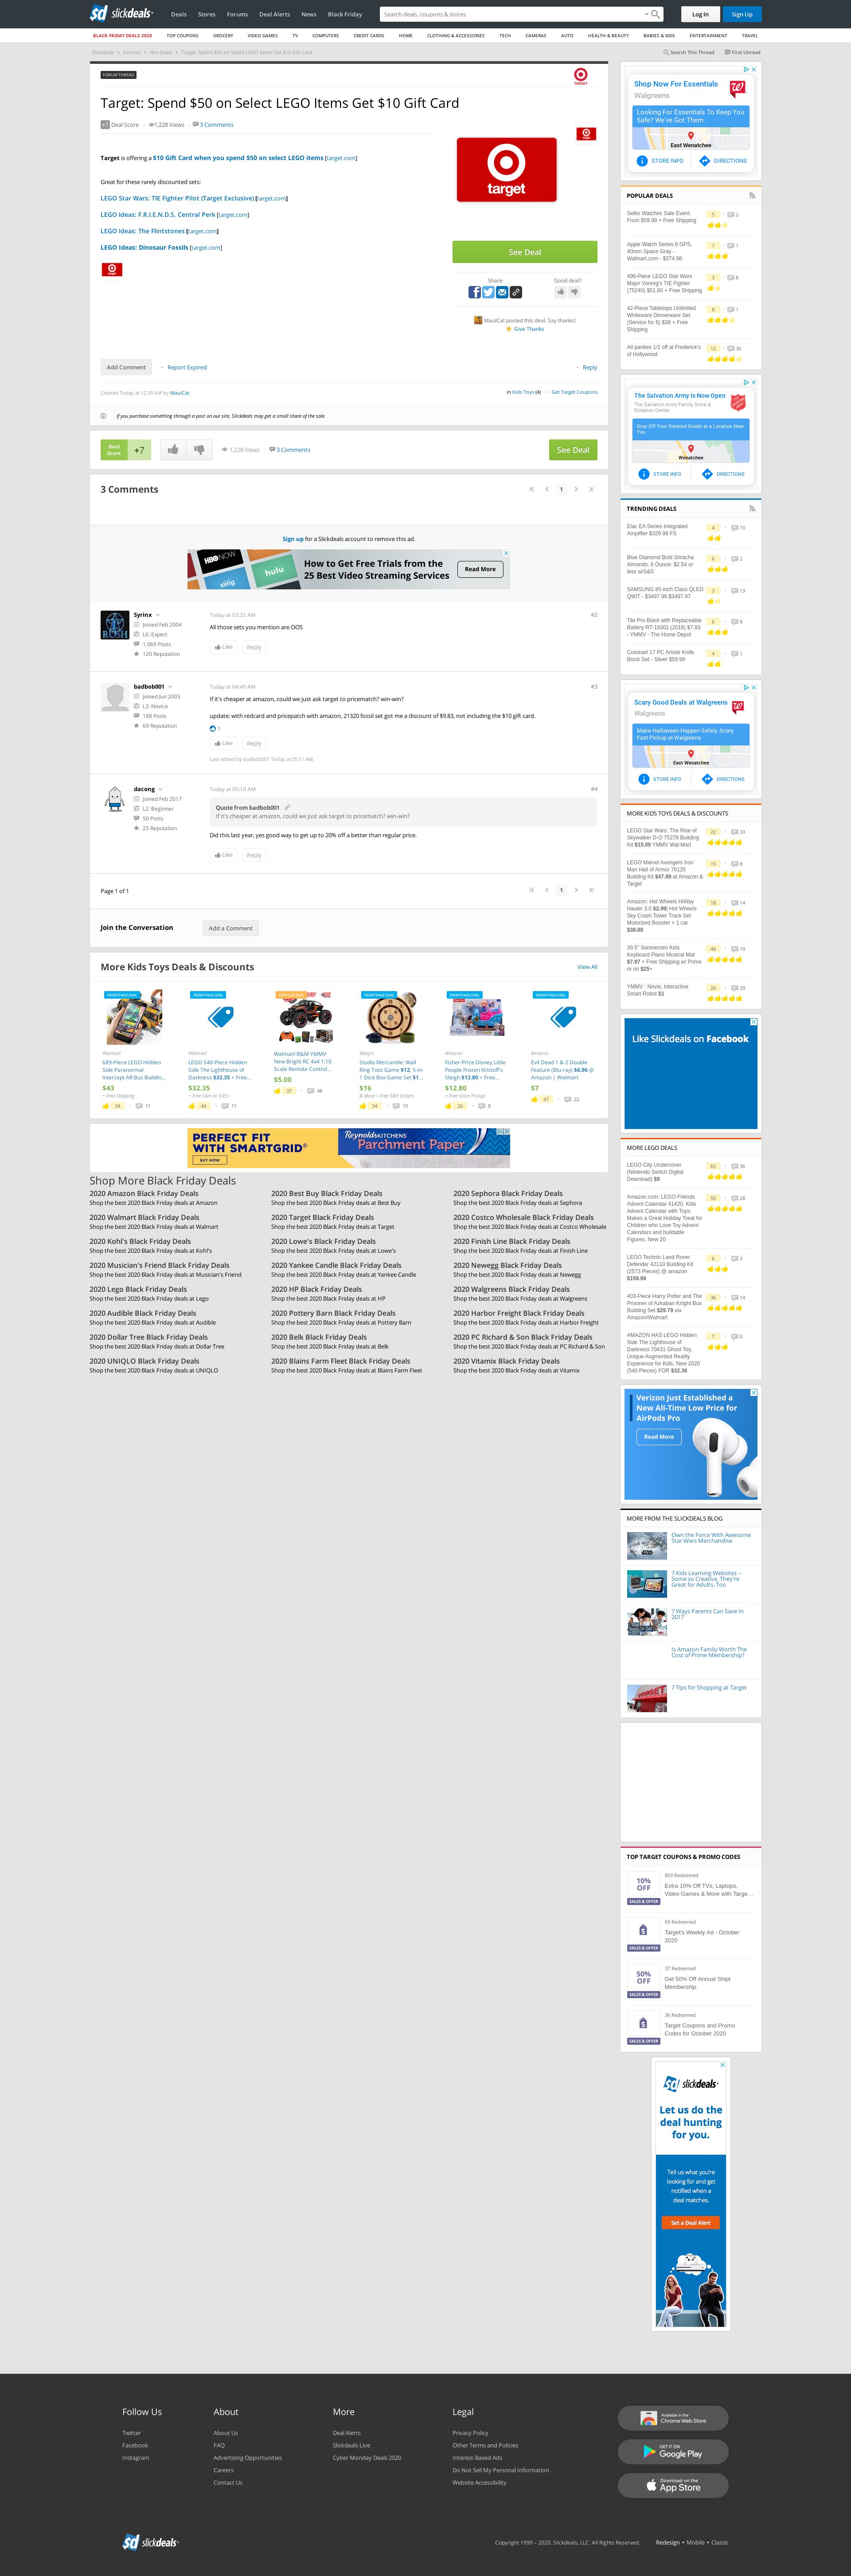 slickdeals
Deals Stores Forums Deal Alerts News Black Friday
Search deals, coupons & stores
Log In
Sign Up
BLACK FRIDAY DEALS 2020 TOP COUPONS GROCERY VIDEO GAMES TV COMPUTERS CREDIT CARDS HOME CLOTHING & ACCESSORIES TECH CAMERAS AUTO HEALTH & BEAUTY BABIES & KIDS ENTERTAINMENT TRAVEL
Slickdeals Forums Hot Deals Target: Spend $50 on Select LEGO Items Get $10 Gift Card
Search This Thread First Unread
FORUM THREAD
Target: Spend $50 on Select LEGO Items Get $10 Gift Card
+7 Deal Score 1,228 Views 3 Comments
Target is offering a $10 Gift Card when you spend $50 on select LEGO items [target.com]
Great for these rarely discounted sets:
LEGO Star Wars: TIE Fighter Pilot (Target Exclusive) [target.com]
LEGO Ideas: F.R.I.E.N.D.S. Central Perk [target.com]
LEGO Ideas: The Flintstones [target.com]
LEGO Ideas: Dinosaur Fossils [target.com]
target
See Deal
Share Good deal?
MauiCat posted this deal. Say thanks!
Give Thanks
Add Comment
Report Expired
Reply
Created Today at 12:39 AM by MauiCat
in Kids Toys (4) Get Target Coupons
If you purchase something through a post on our site, Slickdeals may get a small share of the sale.
Deal Score +7
1,228 Views 3 Comments
See Deal
3 Comments
1
Sign up for a Slickdeals account to remove this ad.
HBO NOW
sling
hulu
How to Get Free Trials from the
25 Best Video Streaming Services
Read More
Syrinx
Joined Feb 2004
L6: Expert
1,069 Posts
120 Reputation
Today at 03:32 AM
#2
All those sets you mention are OOS
Like Reply
badbob001
Joined Jun 2003
L3: Novice
188 Posts
69 Reputation
Today at 04:49 AM
#3
If it's cheaper at amazon, could we just ask target to pricematch? win-win?
update: with redcard and pricepatch with amazon, 21320 fossil set got me a discount of $9.83, not including the $10 gift card.
1
Like Reply
Last edited by badbob001 Today at 05:11 AM.
dacong
Joined Feb 2017
L2: Beginner
50 Posts
25 Reputation
Today at 05:10 AM
#4
Quote from badbob001
If it's cheaper at amazon, could we just ask target to pricematch? win-win?
Did this last year, yes good way to get up to 20% off a better than regular price.
Like Reply
Page 1 of 1
1
Join the Conversation
Add a Comment
More Kids Toys Deals & Discounts
View All
FRONTPAGE DEAL
Walmart
689-Piece LEGO Hidden
Side Paranormal
Intercept AR Bus Buildin...
$43
+ Free Shipping
34 11
FRONTPAGE DEAL
Walmart
LEGO 540-Piece Hidden
Side The Lighthouse of
Darkness $32.35 + Free...
$32.35
+ Free S&H on $35+
44 11
Walmart B&M YMMV
New Bright RC 4x4 1:10
Scale Remote Control...
$5.00
37 48
FRONTPAGE DEAL
Macy's
Studio Mercantile: Wall
Ring Toss Game $12, 5-in-
1 Dice Box Game Set $1...
$16
& More + Free S&H Orders
34 19
FRONTPAGE DEAL
Amazon
Fisher-Price Disney Little
People Frozen Kristoff's
Sleigh $12.80 + Free...
$12.80
+ Free Store Pickup
26 8
FRONTPAGE DEAL
Amazon
Evil Dead 1 & 2 Double
Feature (Blu-ray) $6.96 @
Amazon | Walmart
$7
47 22
PERFECT FIT
WITH SMARTGRID
BUY NOW
Reynolds KITCHENS
Parchment Paper
Shop More Black Friday Deals
2020 Amazon Black Friday Deals
Shop the best 2020 Black Friday deals at Amazon
2020 Best Buy Black Friday Deals
Shop the best 2020 Black Friday deals at Best Buy
2020 Sephora Black Friday Deals
Shop the best 2020 Black Friday deals at Sephora
2020 Walmart Black Friday Deals
Shop the best 2020 Black Friday deals at Walmart
2020 Target Black Friday Deals
Shop the best 2020 Black Friday deals at Target
2020 Costco Wholesale Black Friday Deals
Shop the best 2020 Black Friday deals at Costco Wholesale
2020 Kohl's Black Friday Deals
Shop the best 2020 Black Friday deals at Kohl's
2020 Lowe's Black Friday Deals
Shop the best 2020 Black Friday deals at Lowe's
2020 Finish Line Black Friday Deals
Shop the best 2020 Black Friday deals at Finish Line
2020 Musician's Friend Black Friday Deals
Shop the best 2020 Black Friday deals at Musician's Friend
2020 Yankee Candle Black Friday Deals
Shop the best 2020 Black Friday deals at Yankee Candle
2020 Newegg Black Friday Deals
Shop the best 2020 Black Friday deals at Newegg
2020 Lego Black Friday Deals
Shop the best 2020 Black Friday deals at Lego
2020 HP Black Friday Deals
Shop the best 2020 Black Friday deals at HP
2020 Walgreens Black Friday Deals
Shop the best 2020 Black Friday deals at Walgreens
2020 Audible Black Friday Deals
Shop the best 2020 Black Friday deals at Audible
2020 Pottery Barn Black Friday Deals
Shop the best 2020 Black Friday deals at Pottery Barn
2020 Harbor Freight Black Friday Deals
Shop the best 2020 Black Friday deals at Harbor Freight
2020 Dollar Tree Black Friday Deals
Shop the best 2020 Black Friday deals at Dollar Tree
2020 Belk Black Friday Deals
Shop the best 2020 Black Friday deals at Belk
2020 PC Richard & Son Black Friday Deals
Shop the best 2020 Black Friday deals at PC Richard & Son
2020 UNIQLO Black Friday Deals
Shop the best 2020 Black Friday deals at UNIQLO
2020 Blains Farm Fleet Black Friday Deals
Shop the best 2020 Black Friday deals at Blains Farm Fleet
2020 Vitamix Black Friday Deals
Shop the best 2020 Black Friday deals at Vitamix
Shop Now For Essentials
Walgreens
Looking For Essentials To Keep You
Safe? We've Got Them.
East Wenatchee
STORE INFO DIRECTIONS
POPULAR DEALS
Seiko Watches Sale Event:
From $59.99 + Free Shipping
5 2
Apple Watch Series 6 GPS,
40mm Space Gray -
Walmart.com - $374.98
7 1
496-Piece LEGO Star Wars
Major Vonreg's TIE Fighter
(75240) $51.80 + Free Shipping
3 8
42-Piece Tabletops Unlimited
Whiteware Dinnerware Set
(Service for 6) $38 + Free
Shipping
8 1
All panties 1/2 off at Frederick's
of Hollywood
12 30
The Salvation Army Is Now Open
The Salvation Army Family Store &
Donation Center
Drop Off Your Donated Goods at a Location Near
You
Wenatchee
STORE INFO DIRECTIONS
TRENDING DEALS
Elac EA Series Integrated
Amplifier $329.98 FS
4 10
Blue Diamond Bold Sriracha
Almonds, 6 Ounce: $2.54 or
less w/S&S
6 2
SAMSUNG 85-inch Class QLED
Q90T - $3497.99 $3497.97
3 13
Tile Pro Black with Replaceable
Battery-RT-15001 (2018) $7.83
- YMMV - The Home Depot
6 8
Cuisinart 17 PC Artiste Knife
Block Set - Silver $59.99
4 1
Scary Good Deals at Walgreens
Walgreens
Make Halloween Happen Safely. Scary
Fast Pickup at Walgreens
East Wenatchee
STORE INFO DIRECTIONS
MORE KIDS TOYS DEALS & DISCOUNTS
LEGO Star Wars: The Rise of
Skywalker D-O 75278 Building
Kit $15.00 YMMV Wal-Mart
22 33
LEGO Marvel Avengers Iron
Man Hall of Armor 76125
Building Kit $47.99 at Amazon &
Target
15 8
Amazon: Hot Wheels HiWay
Hauler 3.0 $2.99| Hot Wheels
Sky Crash Tower Track Set
Motorized Booster + 1 car
$38.88
18 14
39.5" Sanmersen Kids
Keyboard Piano Musical Mat
$7.97 + Free Shipping w/ Prime
or on $25+
48 19
YMMV : Novie, Interactive
Smart Robot $1
26 29
Like Slickdeals on Facebook
MORE LEGO DEALS
LEGO City Undercover
(Nintendo Switch Digital
Download) $9
65 36
Amazon.com: LEGO Friends
Advent Calendar 41420, Kids
Advent Calendar with Toys;
Makes a Great Holiday Treat for
Children who Love Toy Advent
Calendars and buildable
Figures, New 20
55 28
LEGO Technic Land Rover
Defender 42110 Building Kit
(2573 Pieces) @ amazon
$159.99
6 3
403-Piece Harry Potter and The
Prisoner of Azkaban Knight Bus
Building Set $29.79 via
Amazon/Walmart
36 14
AMAZON HAS LEGO Hidden
Side The Lighthouse of
Darkness 70431 Ghost Toy,
Unique Augmented Reality
Experience for Kids, New 2020
(540 Pieces) FOR $32.36
7 0
Verizon Just Established a
New All-Time Low Price for
AirPods Pro
Read More
MORE FROM THE SLICKDEALS BLOG
Own the Force With Awesome
Star Wars Merchandise
7 Kids Learning Websites –
Some so Creative, They're
Great for Adults, Too
7 Ways Parents Can Save In
2017
Is Amazon Family Worth The
Cost of Prime Membership?
7 Tips for Shopping at Target
TOP TARGET COUPONS & PROMO CODES
10%
OFF
SALES & OFFER
803 Redeemed
Extra 10% Off TVs, Laptops,
Video Games & More with Targe...
SALES & OFFER
69 Redeemed
Target's Weekly Ad - October
2020
50%
OFF
SALES & OFFER
37 Redeemed
Get 50% Off Annual Shipt
Membership
SALES & OFFER
3k Redeemed
Target Coupons and Promo
Codes for October 2020
slickdeals
Let us do the
deal hunting
for you.
Tell us what you're
looking for and get
notified when a
deal matches.
Set a Deal Alert
Follow Us
Twitter
Facebook
Instagram
About
About Us
FAQ
Advertising Opportunities
Careers
Contact Us
More
Deal Alerts
Slickdeals Live
Cyber Monday Deals 2020
Legal
Privacy Policy
Other Terms and Policies
Interest-Based Ads
Do Not Sell My Personal Information
Website Accessibility
Available in the
Chrome Web Store
GET IT ON
Google Play
Download on the
App Store
slickdeals
Copyright 1999 – 2020. Slickdeals, LLC. All Rights Reserved. Redesign • Mobile • Classic